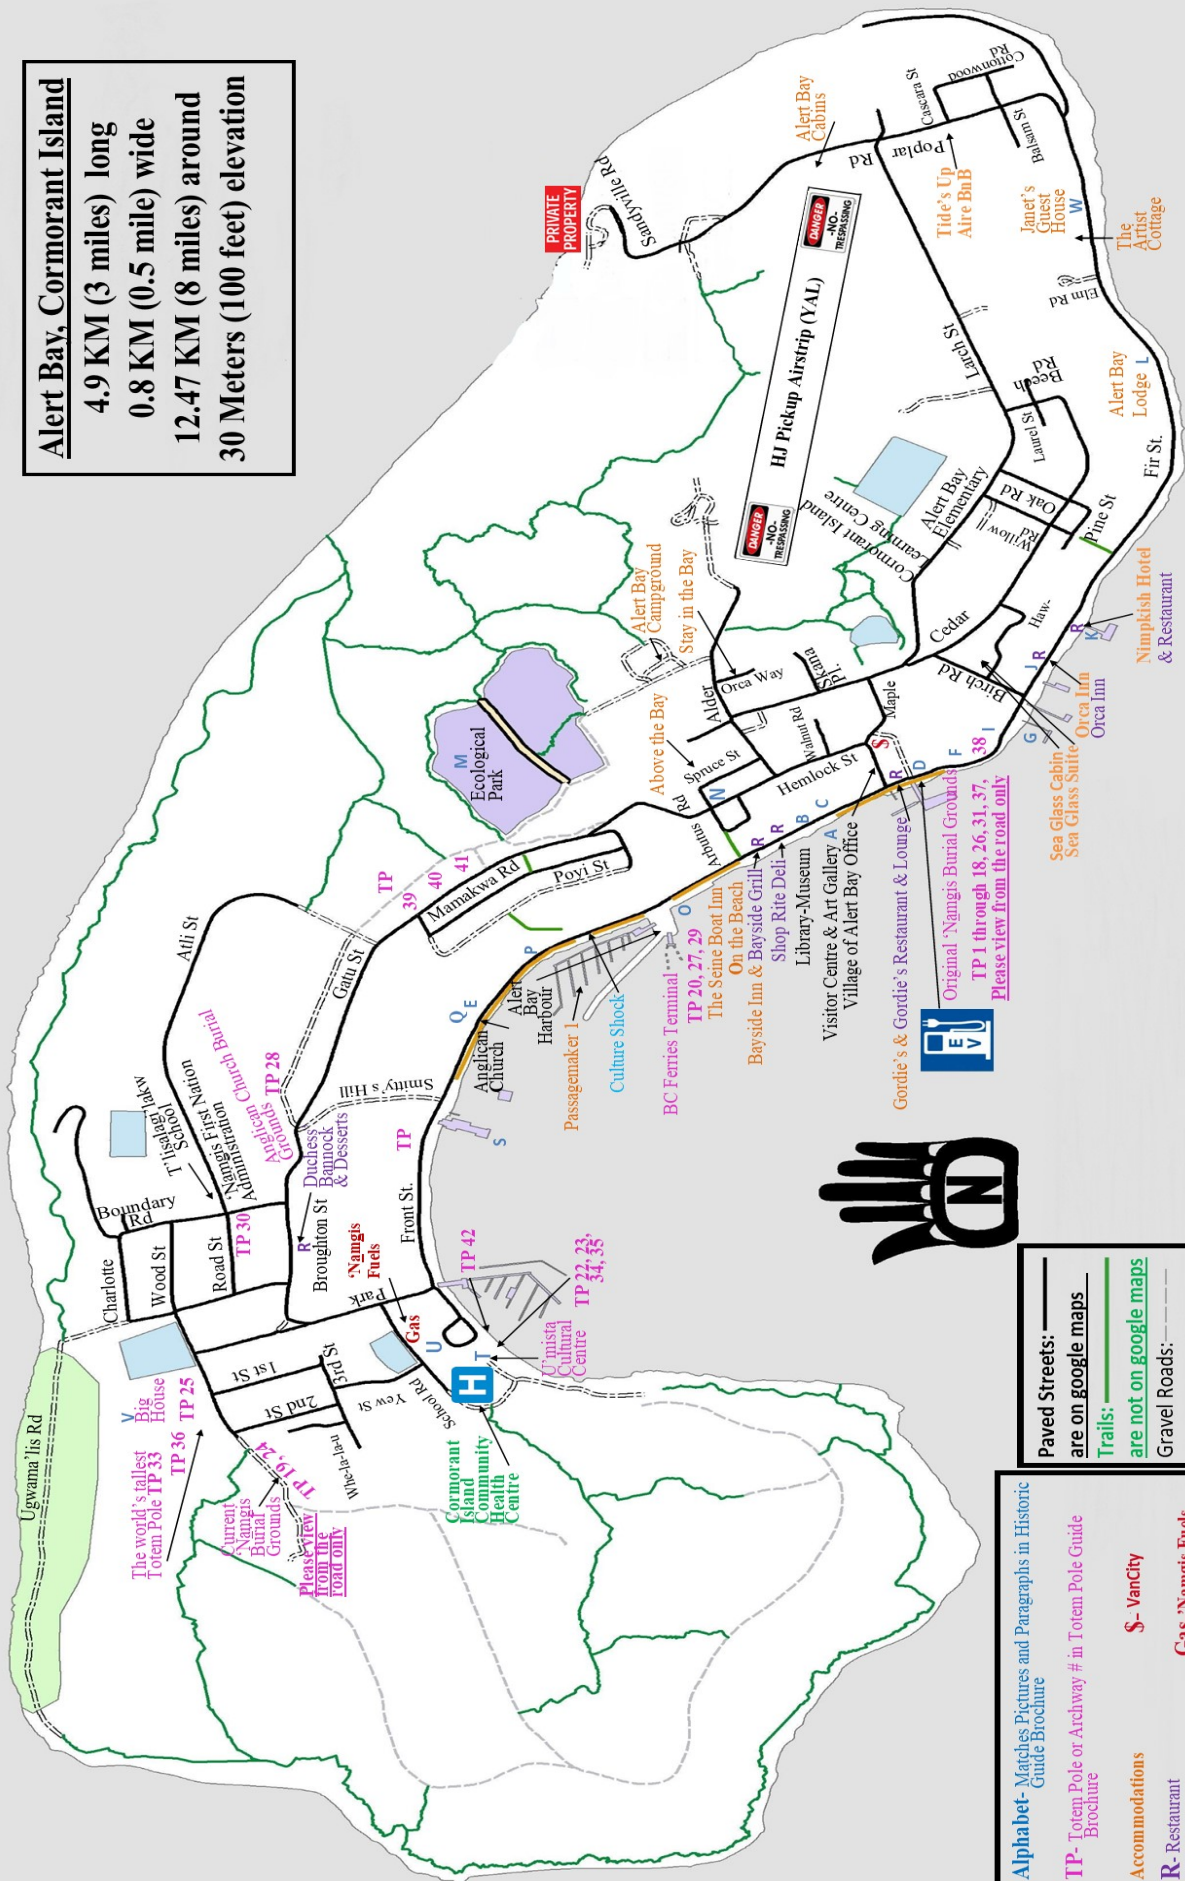 Alert Bay, Cormorant Island
4.9 KM (3 miles) long
0.8 KM (0.5 mile) wide
12.47 KM (8 miles) around
30 Meters (100 feet) elevation
Ugwama'lis Rd
V
Big
House
The world's tallest
Totem Pole TP 33
TP 36
TP 25
Current
'Namgis
Burial
Grounds
TP 19, 24
Please view
from the
road only
Charlotte
Wood St
Road St
Boundary
Rd
1st St
2nd St
3rd St
Whe-la-la-u
Yew St
School Rd
Park
T'lisalagi'lakw
School
'Namgis First Nation
Administration
TP 30
Atli St
Anglican Church Burial
Grounds TP 28
Gatu St
R
Duchess'
Bannock
& Desserts
Broughton St
Smitty's Hill
'Namgis
Fuels
Gas
Front St.
TP
U
H
T
Cormorant
Island
Community
Health
Centre
U'mista
Cultural
Centre
TP 42
TP 22, 23,
34, 35
S
Q
E
P
O
Anglican
Church
Alert
Bay
Harbour
Passagemaker 1
Culture Shock
BC Ferries Terminal
TP 20, 27, 29
TP
39
40
41
Mamakwa Rd
Poyi St
M
Ecological
Park
Arbutus
Rd
N
Above the Bay
Spruce St
Alert Bay
Campground
Stay in the Bay
Alder
Orca Way
Skana
Pl.
Walnut Rd
Hemlock St
Maple
$
The Seine Boat Inn
On the Beach
Bayside Inn & Bayside Grill
R
Shop Rite Deli
R
Library-Museum
B
C
Visitor Centre & Art Gallery
A
Village of Alert Bay Office
Gordie's & Gordie's Restaurant & Lounge
R
D
F
I
Original 'Namgis Burial Grounds
38
TP 1 through 18, 26, 31, 37,
Please view from the road only
EV
Sea Glass Cabin
Sea Glass Suite
G
J
R
Orca Inn
Orca Inn
R
K
Nimpkish Hotel
& Restaurant
Birch Rd
Cedar
Haw-
Pine St
Willow
Rd
Oak Rd
Laurel St
Beech
Rd
Larch St
Alert Bay
Elementary
Cormorant Island
Learning Centre
DANGER
-NO-
TRESPASSING
HJ Pickup Airstrip (YAL)
DANGER
-NO-
TRESPASSING
PRIVATE
PROPERTY
Sandyville Rd
Alert Bay
Cabins
Poplar
Rd
Cascara St
Cottonwood
Rd
Balsam St
Tide's Up
Aire BnB
Janet's
Guest
House
W
The
Artist
Cottage
Elm Rd
Alert Bay
Lodge
L
Fir St.
N
Paved Streets:
are on google maps
Trails:
are not on google maps
Gravel Roads:
Alphabet- Matches Pictures and Paragraphs in Historic
Guide Brochure
TP- Totem Pole or Archway # in Totem Pole Guide
Brochure
Accommodations
$- VanCity
R- Restaurant
Gas 'Namgis Fuels